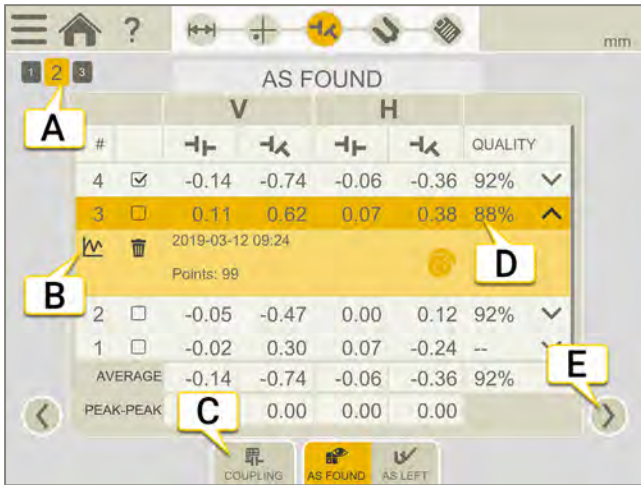 ?
mm
1 2 3
AS FOUND
A
V H
# QUALITY
4 -0.14 -0.74 -0.06 -0.36 92%
3 0.11 0.62 0.07 0.38 88%
2019-03-12 09:24
D
B
Points: 99
2 -0.05 -0.47 0.00 0.12 92%
1 -0.02 0.30 0.07 -0.24 --
E
AVERAGE -0.14 -0.74 -0.06 -0.36 92%
PEAK-PEAK 0.00 0.00 0.00
C
COUPLING AS FOUND AS LEFT